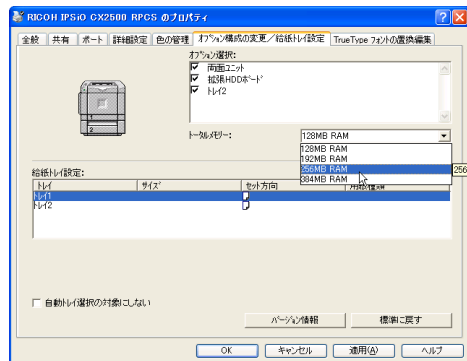 RICOH IPSiO CX2500 RPCS のプロパティ
全般 共有 ポート 詳細設定 色の管理 オプション構成の変更／給紙トレイ設定 TrueType フォントの置換編集
オプション選択:
両面ユニット
拡張HDDボード
トレイ2
1
2
トータルメモリー: 128MB RAM
128MB RAM
192MB RAM
256MB RAM 256
384MB RAM
給紙トレイ設定:
トレイ サイズ セット方向 用紙種類
トレイ1
トレイ2
自動トレイ選択の対象にしない
バージョン情報 標準に戻す
OK キャンセル 適用(A) ヘルプ